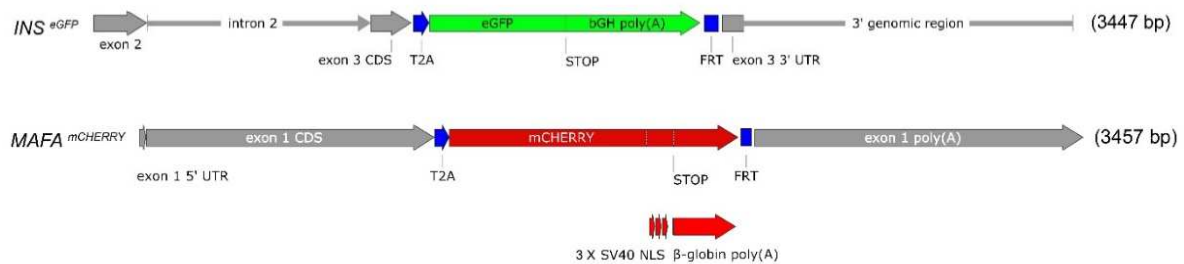 INS eGFP
intron 2
eGFP
bGH poly(A)
3' genomic region
(3447 bp)
exon 2
exon 3 CDS
T2A
STOP
FRT
exon 3 3' UTR
MAFA mCHERRY
exon 1 CDS
mCHERRY
exon 1 poly(A)
(3457 bp)
exon 1 5' UTR
T2A
STOP
FRT
3 X SV40 NLS
β-globin poly(A)